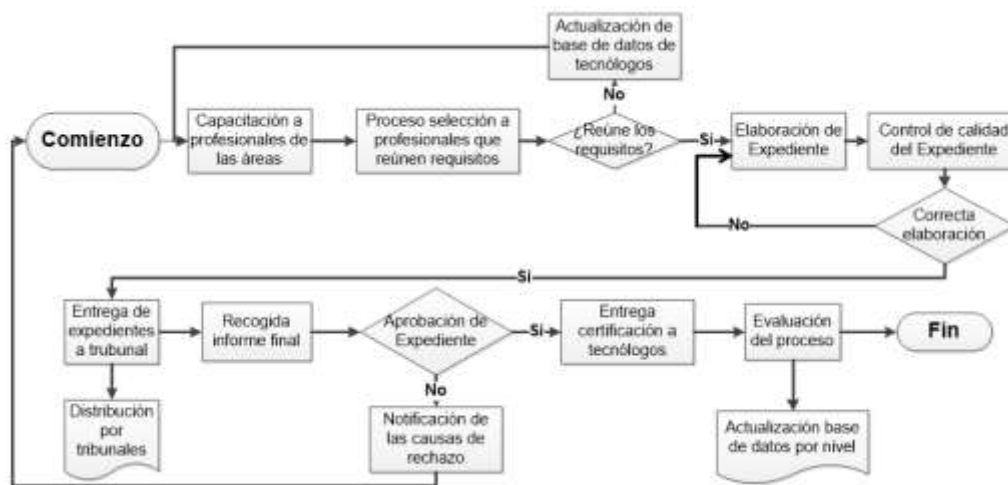 Actualización de
base de datos de
tecnólogos
No
Comienzo
Capacitación a
profesionales de
las áreas
Proceso selección a
profesionales que
reúnen requisitos
¿Reúne los
requisitos?
Si
Elaboración de
Expediente
Control de calidad
del Expediente
No
Correcta
elaboración
Si
Entrega de
expedientes
a trubunal
Recogida
informe final
Aprobación de
Expediente
Si
Entrega
certificación a
tecnólogos
Evaluación
del proceso
Fin
No
Distribución
por
tribunales
Notificación de
las causas de
rechazo
Actualización base
de datos por nivel